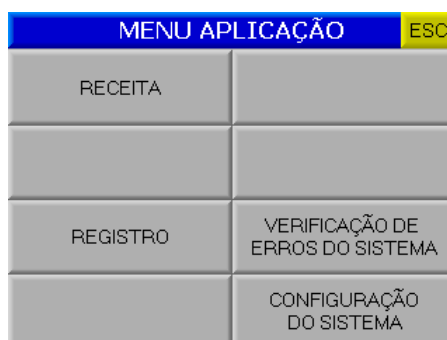 MENU APLICAÇÃO
ESC
RECEITA
REGISTRO
VERIFICAÇÃO DE
ERROS DO SISTEMA
CONFIGURAÇÃO
DO SISTEMA